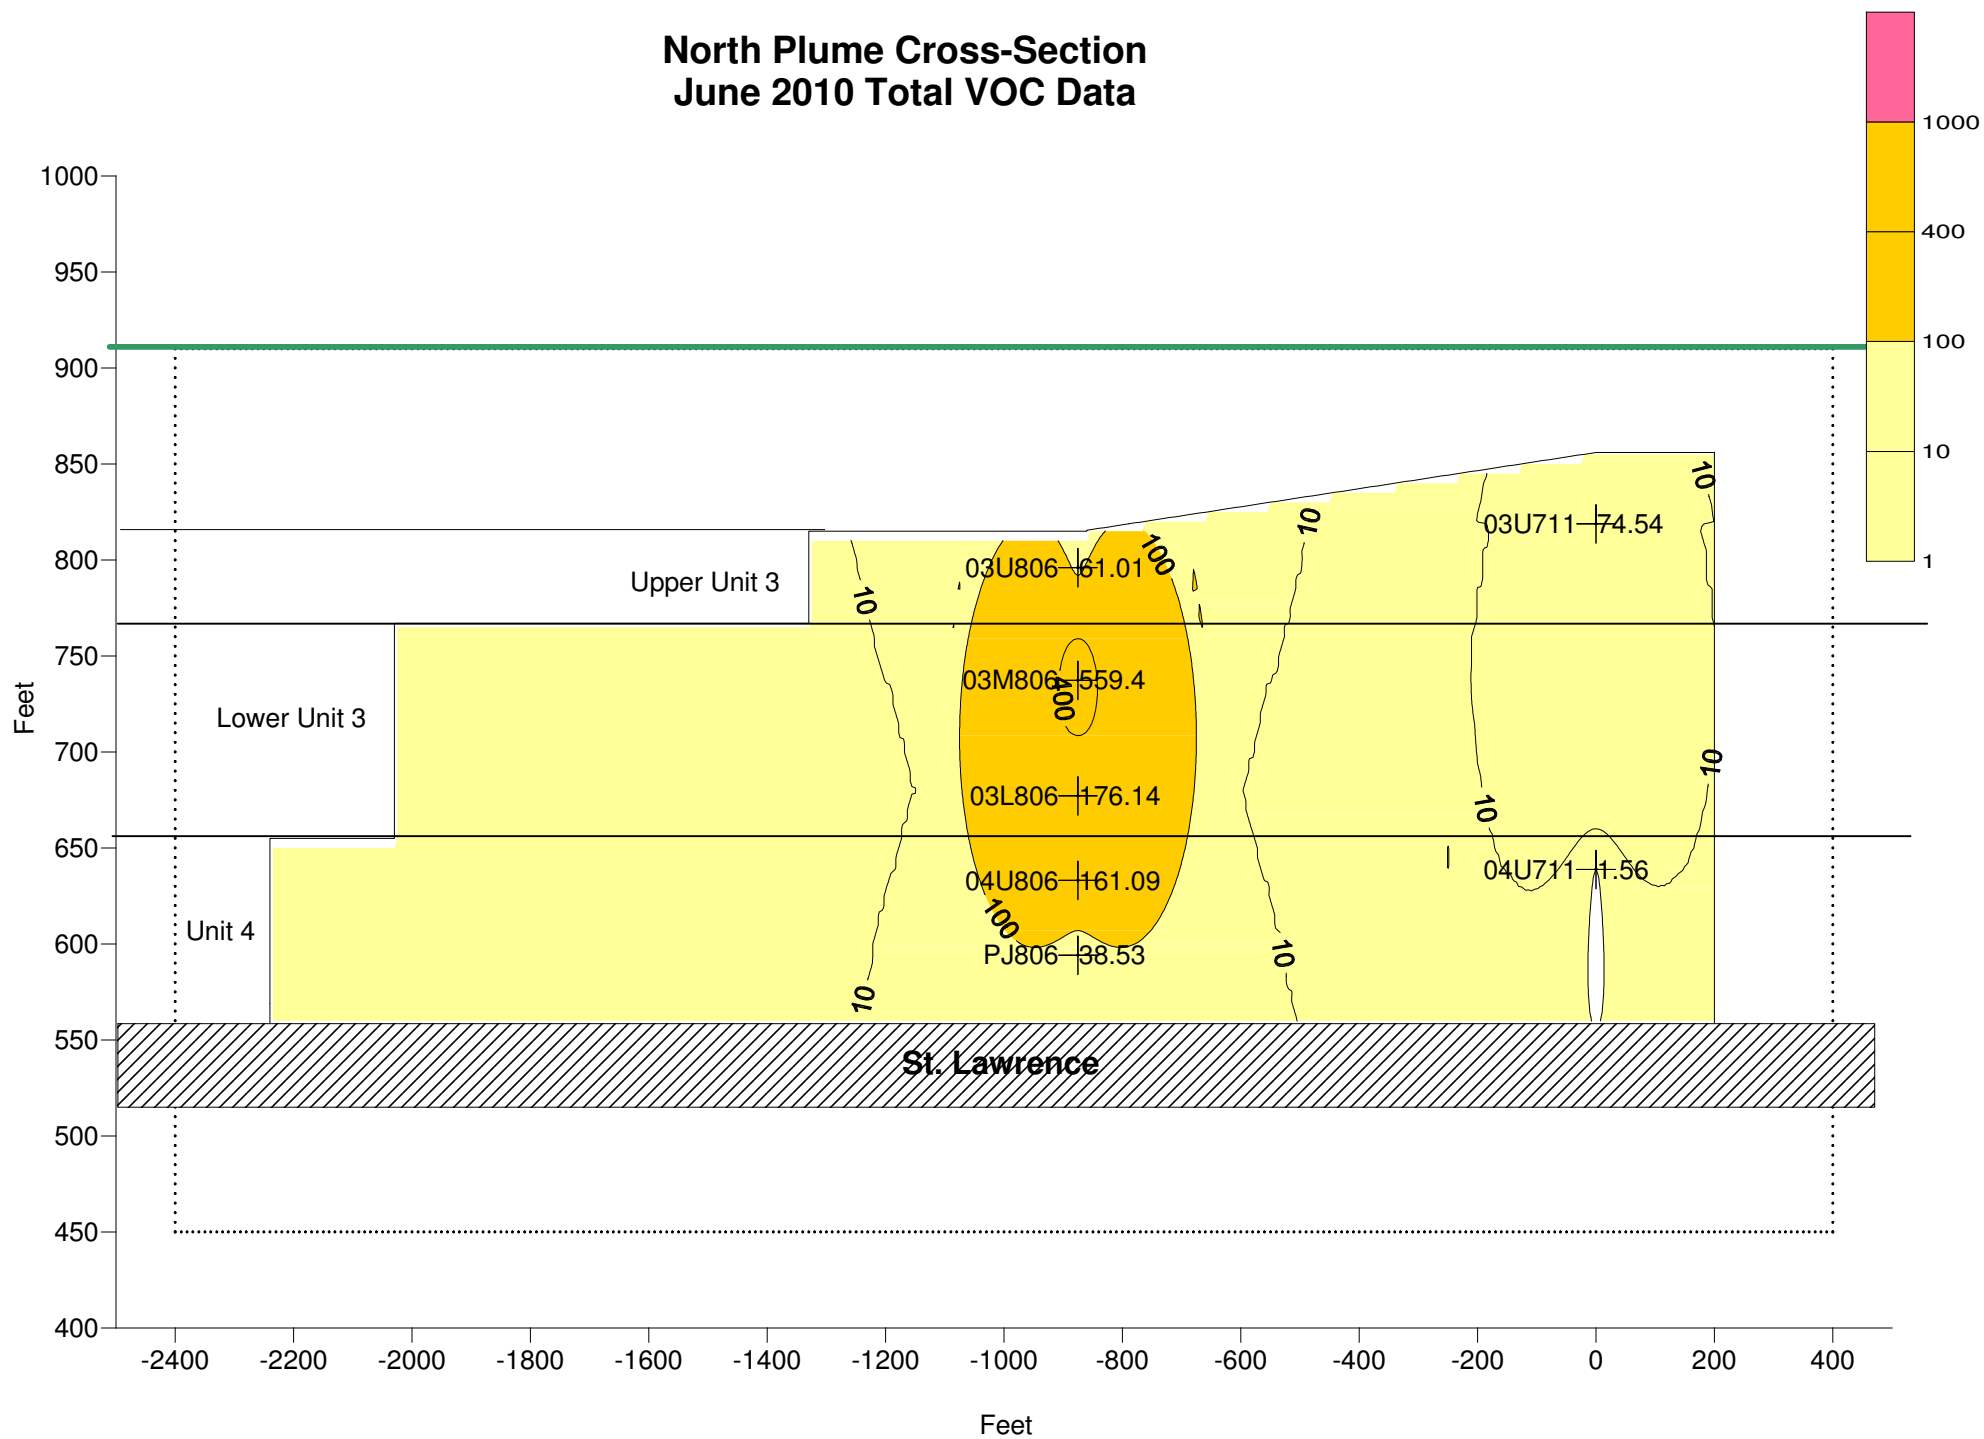 North Plume Cross-Section
June 2010 Total VOC Data
1000
400
100
10
1
1000
950
900
850
800
750
700
650
600
550
500
450
400
Feet
Upper Unit 3
Lower Unit 3
Unit 4
10
10
100
100
400
10
10
10
10
10
03U806 61.01
03M806 559.4
03L806 176.14
04U806 161.09
PJ806 38.53
03U711 74.54
04U711 1.56
St. Lawrence
-2400 -2200 -2000 -1800 -1600 -1400 -1200 -1000 -800 -600 -400 -200 0 200 400
Feet